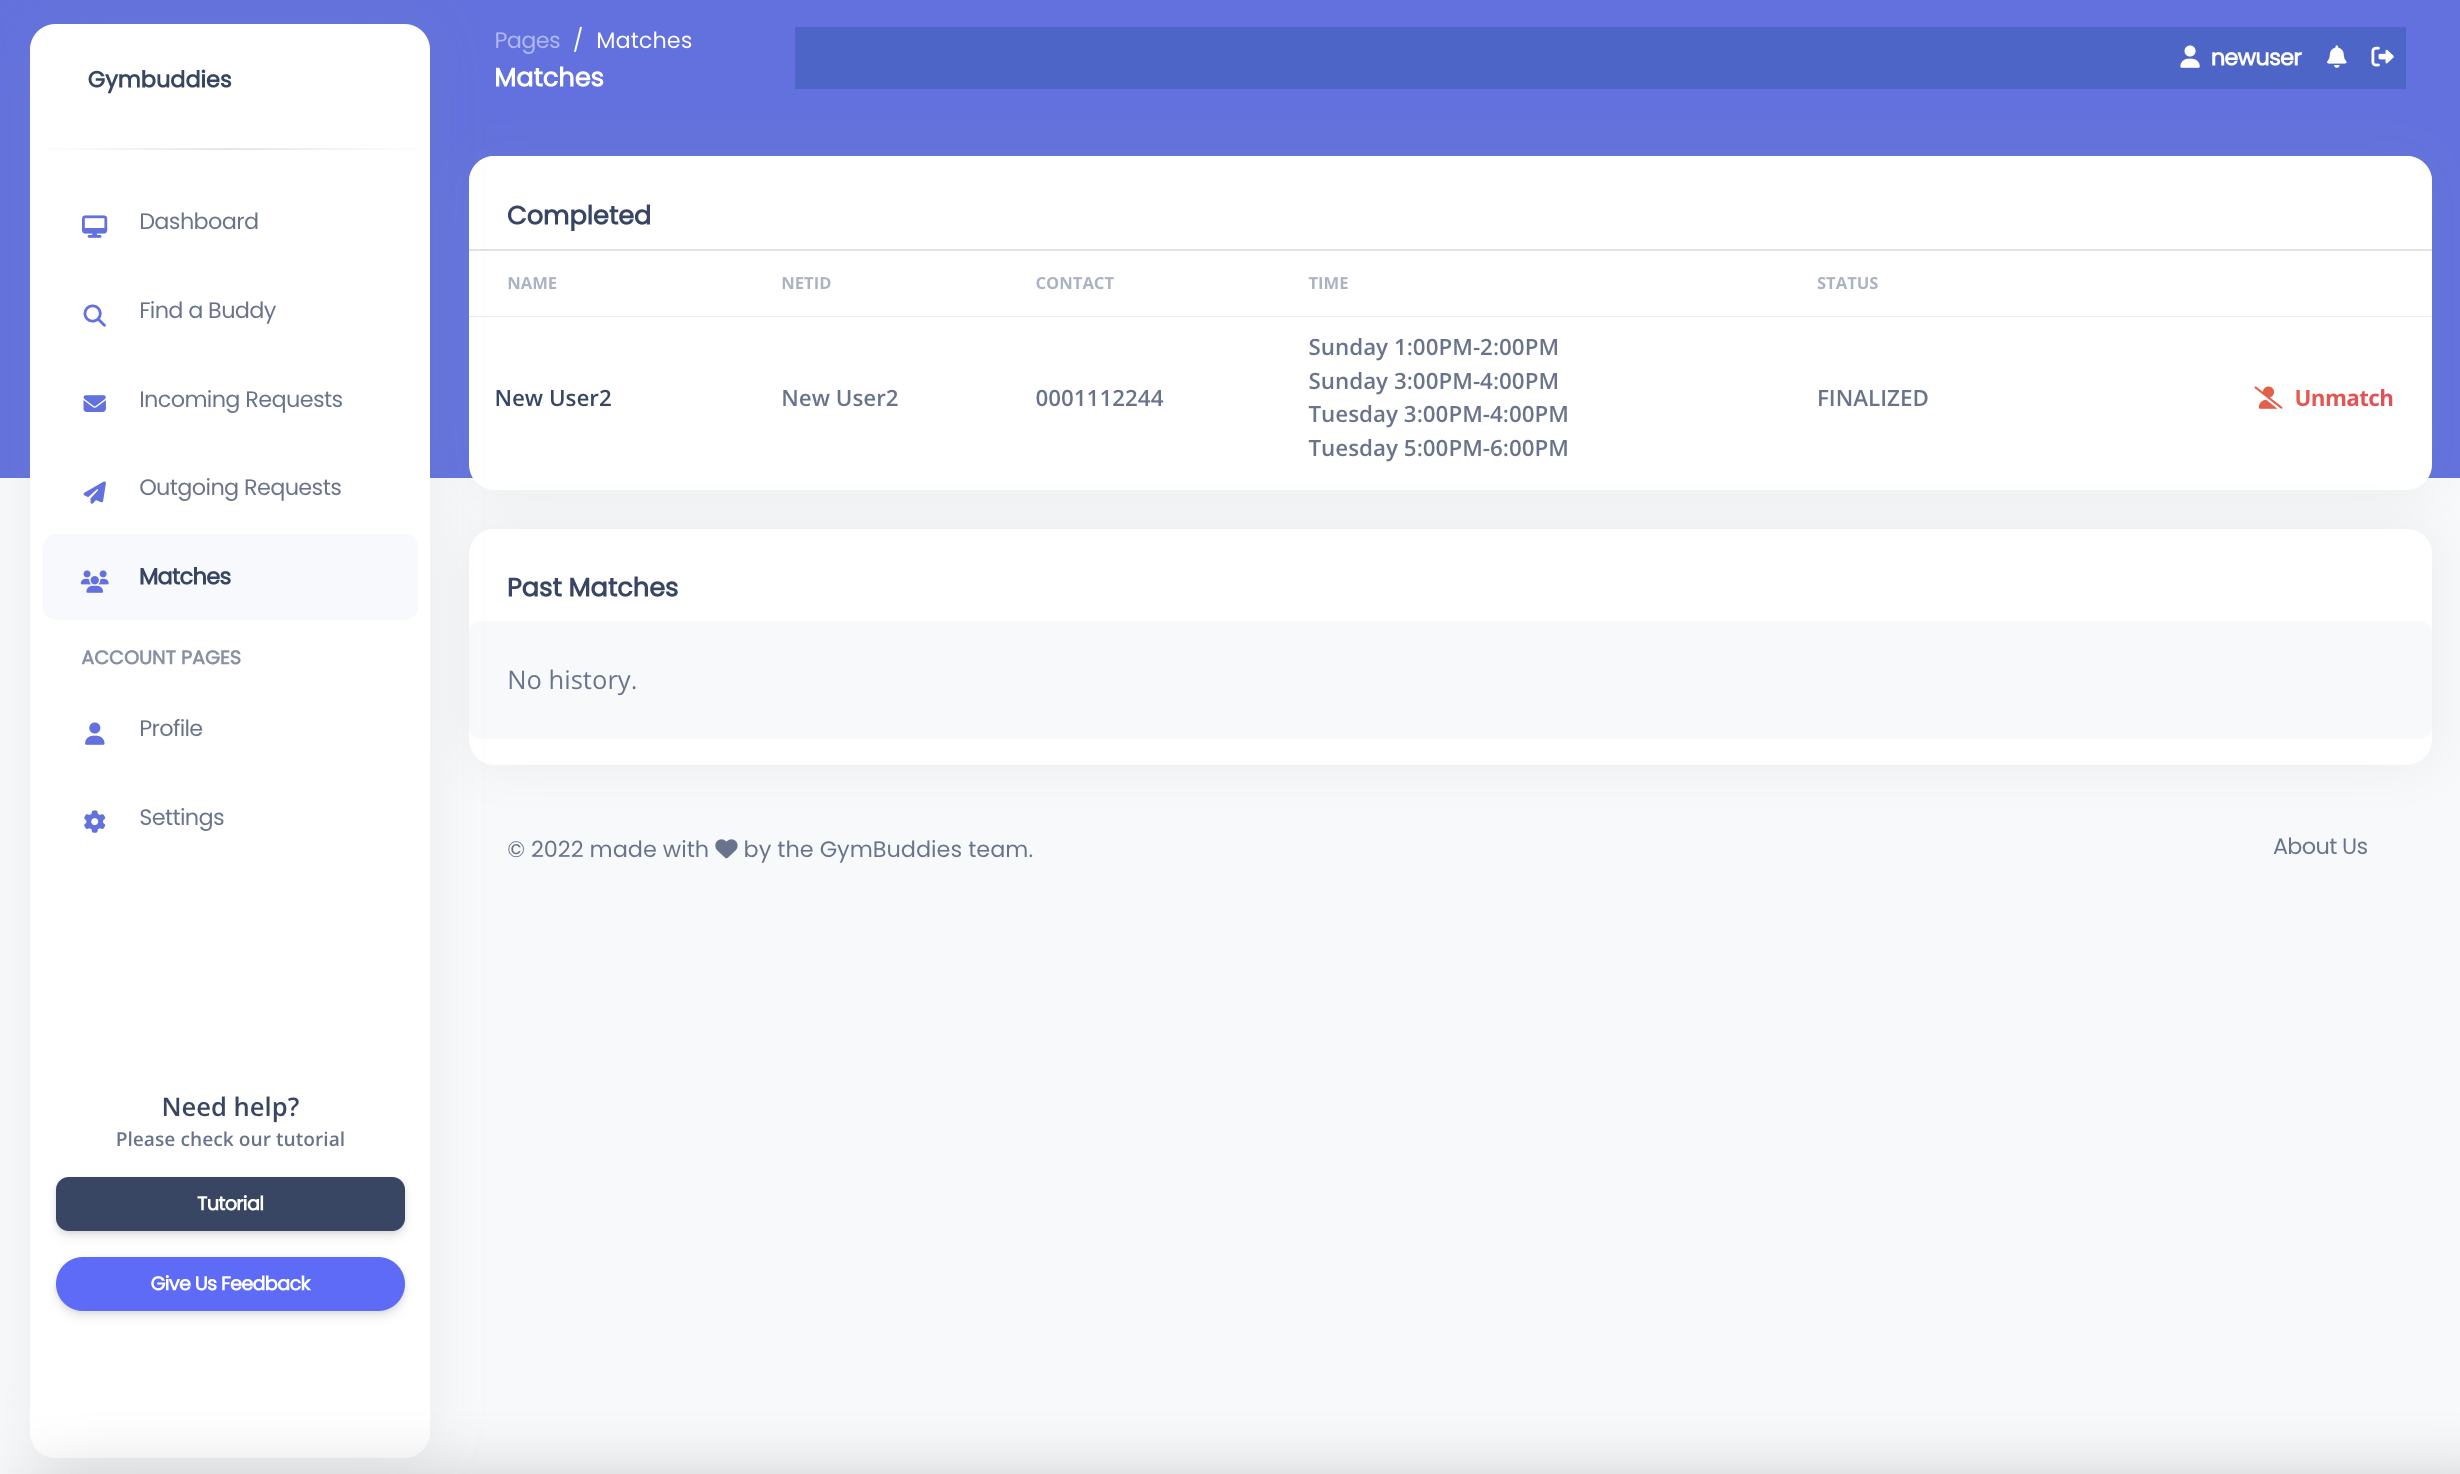 Gymbuddies
Dashboard
Find a Buddy
Incoming Requests
Outgoing Requests
Matches
ACCOUNT PAGES
Profile
Settings
Need help?
Please check our tutorial
Tutorial
Give Us Feedback
Pages / Matches
Matches
newuser
Completed
NAME NETID CONTACT TIME STATUS
New User2 New User2 0001112244 Sunday 1:00PM-2:00PM
Sunday 3:00PM-4:00PM
Tuesday 3:00PM-4:00PM
Tuesday 5:00PM-6:00PM
FINALIZED Unmatch
Past Matches
No history.
© 2022 made with ♥ by the GymBuddies team.
About Us